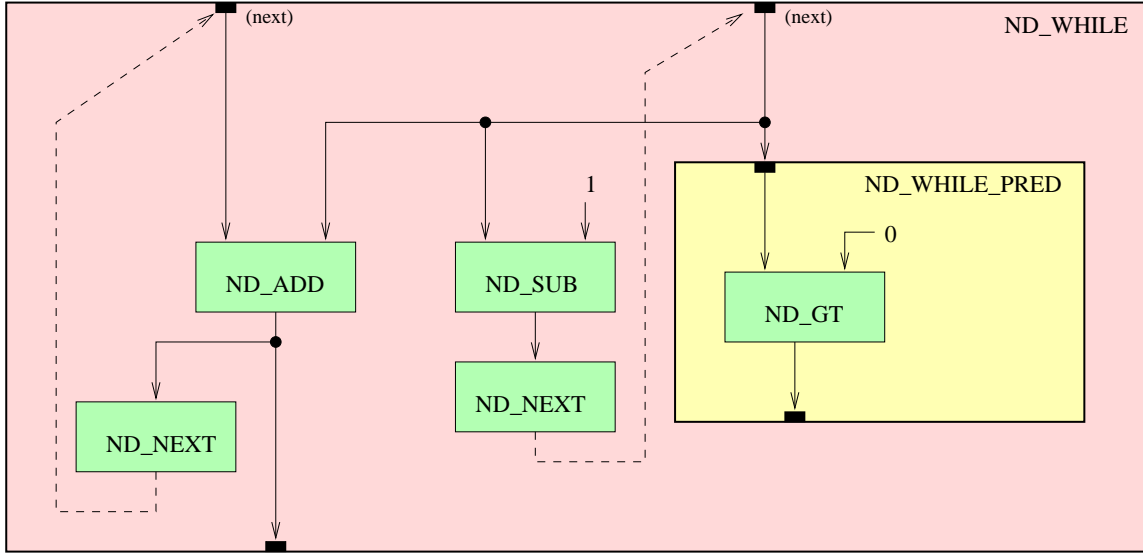 (next)
(next)
ND_WHILE
ND_WHILE_PRED
1
0
ND_ADD
ND_SUB
ND_GT
ND_NEXT
ND_NEXT